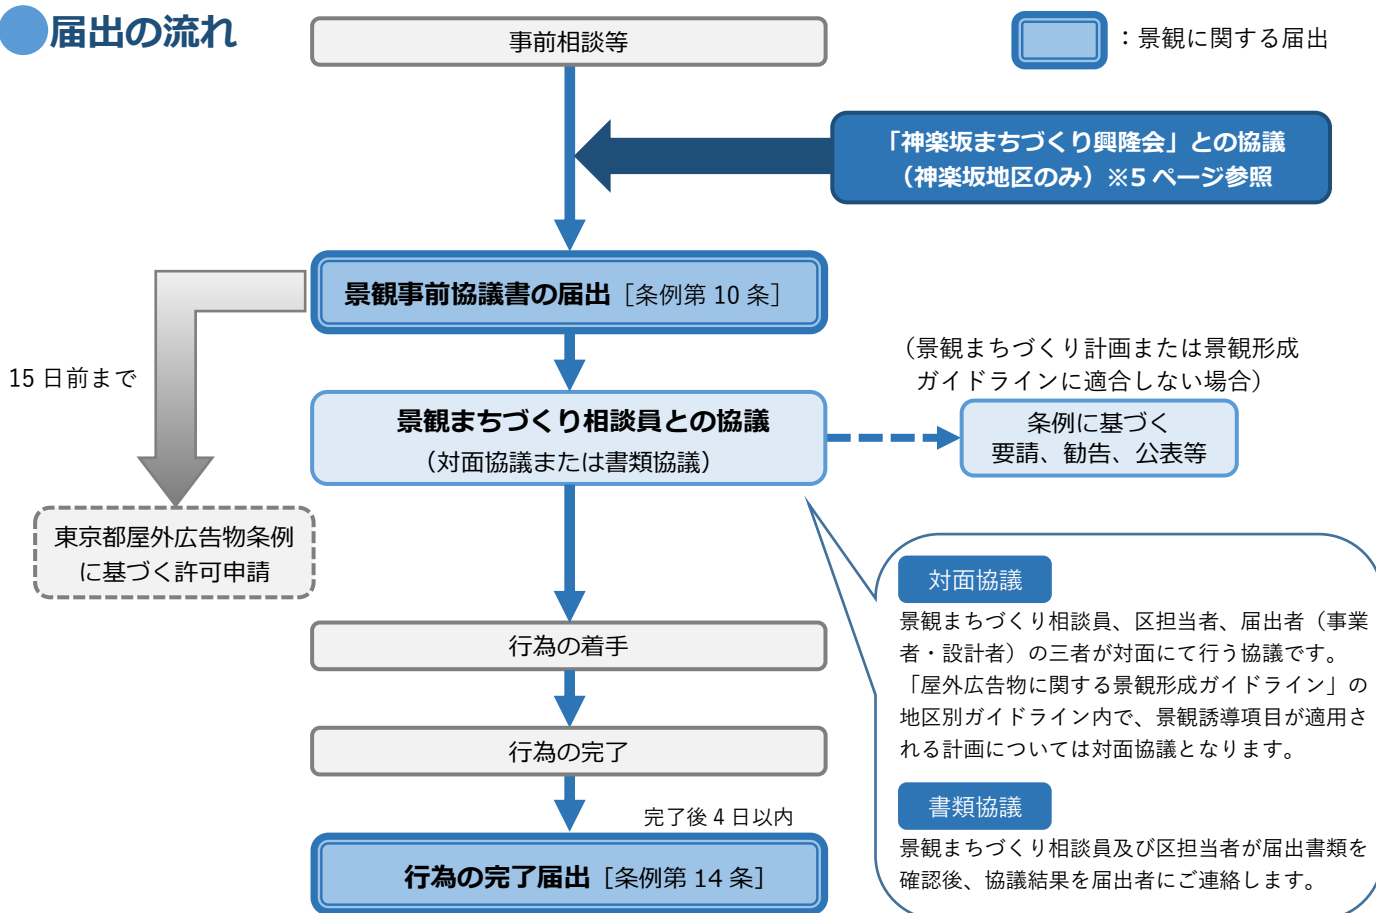 届出の流れ
事前相談等
：景観に関する届出
「神楽坂まちづくり興隆会」との協議
（神楽坂地区のみ）※5 ページ参照
景観事前協議書の届出［条例第 10 条］
15 日前まで
（景観まちづくり計画または景観形成
ガイドラインに適合しない場合）
景観まちづくり相談員との協議
（対面協議または書類協議）
条例に基づく
要請、勧告、公表等
東京都屋外広告物条例
に基づく許可申請
対面協議
景観まちづくり相談員、区担当者、届出者（事業
者・設計者）の三者が対面にて行う協議です。
「屋外広告物に関する景観形成ガイドライン」の
地区別ガイドライン内で、景観誘導項目が適用さ
れる計画については対面協議となります。
行為の着手
行為の完了
書類協議
景観まちづくり相談員及び区担当者が届出書類を
確認後、協議結果を届出者にご連絡します。
完了後 4 日以内
行為の完了届出［条例第 14 条］